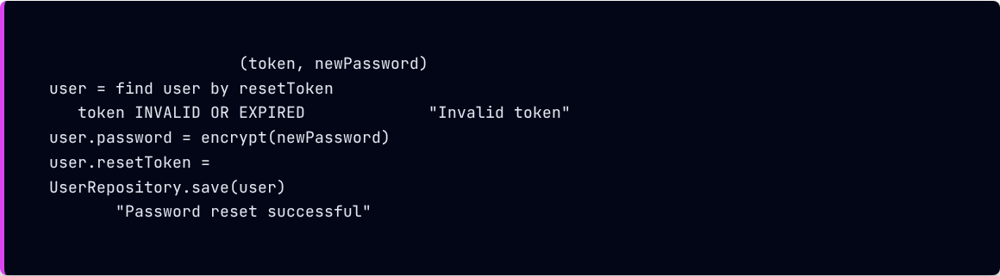 (token, newPassword)
user = find user by resetToken
token INVALID OR EXPIRED "Invalid token"
user.password = encrypt(newPassword)
user.resetToken =
UserRepository.save(user)
"Password reset successful"